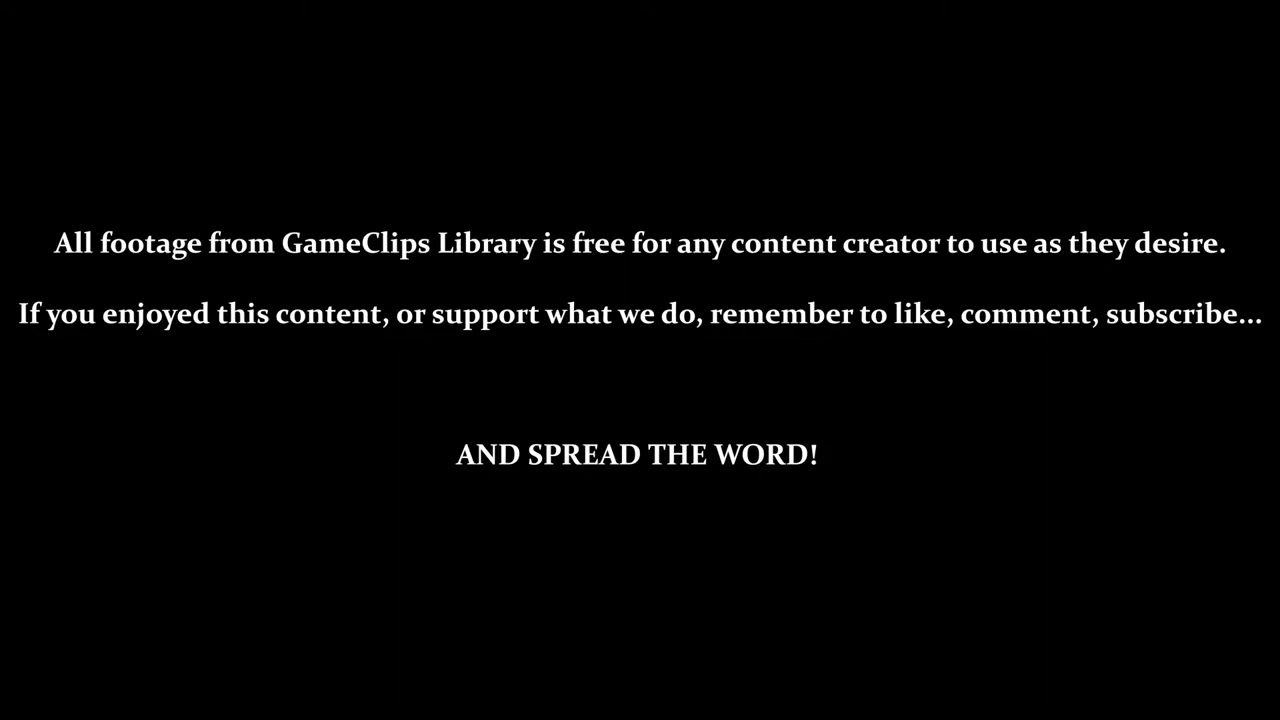 All footage from GameClips Library is free for any content creator to use as they desire.
If you enjoyed this content, or support what we do, remember to like, comment, subscribe...
AND SPREAD THE WORD!